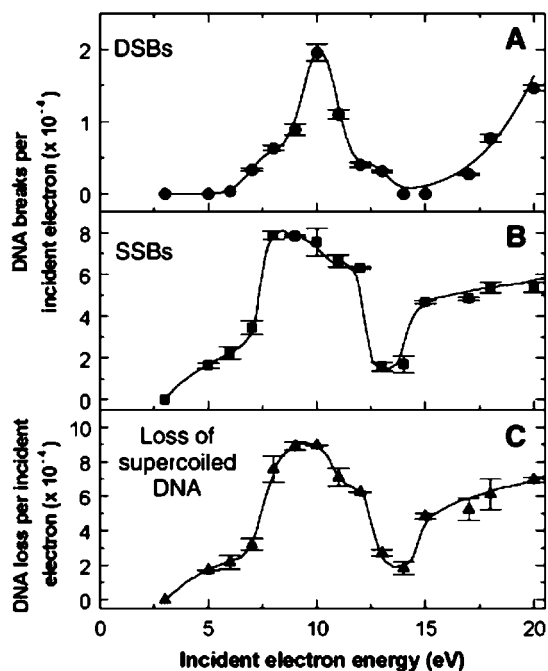 A
DSBs
2
1
0
B
SSBs
8
6
4
2
0
DNA breaks per
incident electron (x 10⁻⁴)
C
Loss of
supercoiled
DNA
10
8
6
4
2
0
DNA loss per incident
electron (x 10⁻⁴)
0 5 10 15 20
Incident electron energy (eV)